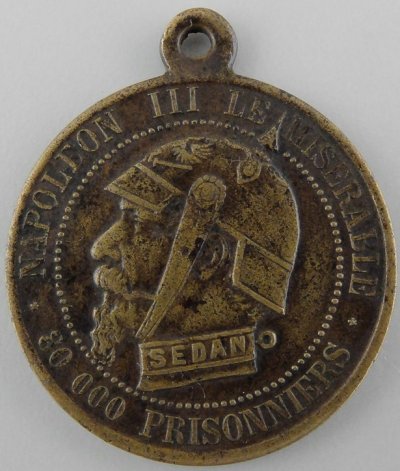 NAPOLEON III LE MISERABLE
SEDAN
* 80 000 PRISONNIERS *